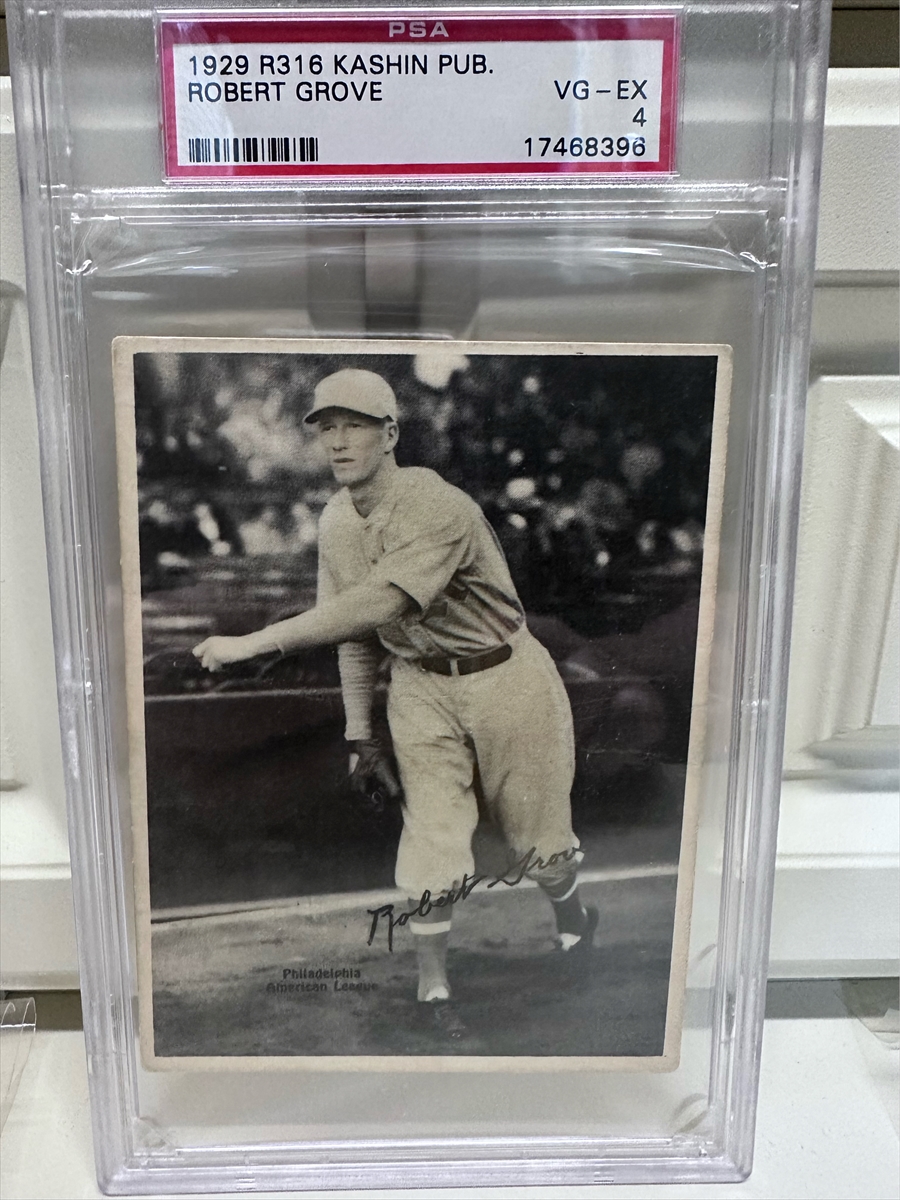 PSA
1929 R316 KASHIN PUB.
ROBERT GROVE VG-EX
4
17468396
Robert Grove
Philadelphia
American League